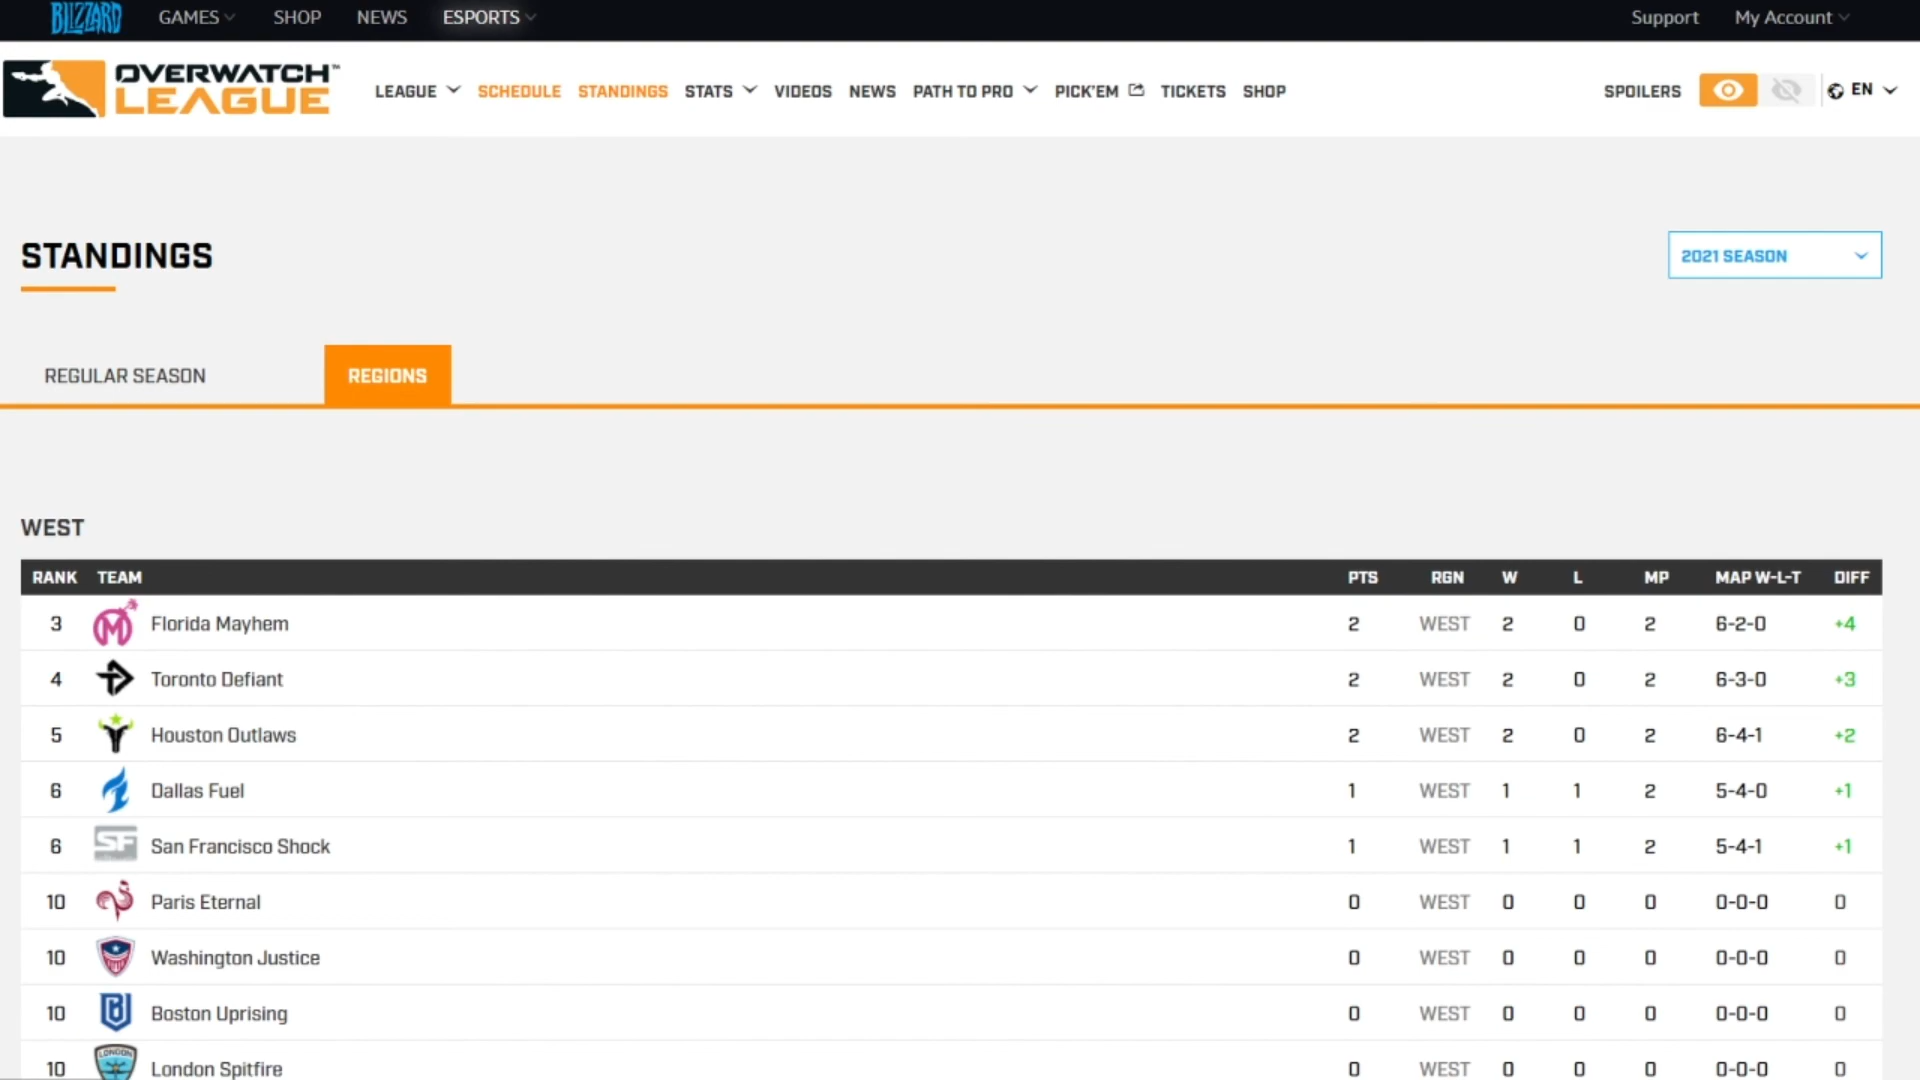 BLIZZARD GAMES SHOP NEWS ESPORTS Support My Account
OVERWATCH™
LEAGUE
LEAGUE SCHEDULE STANDINGS STATS VIDEOS NEWS PATH TO PRO PICK'EM TICKETS SHOP SPOILERS EN
STANDINGS
2021 SEASON
REGULAR SEASON REGIONS
WEST
RANK TEAM PTS RGN W L MP MAP W-L-T DIFF
3 Florida Mayhem 2 WEST 2 0 2 6-2-0 +4
4 Toronto Defiant 2 WEST 2 0 2 6-3-0 +3
5 Houston Outlaws 2 WEST 2 0 2 6-4-1 +2
6 Dallas Fuel 1 WEST 1 1 2 5-4-0 +1
6 SF San Francisco Shock 1 WEST 1 1 2 5-4-1 +1
10 Paris Eternal 0 WEST 0 0 0 0-0-0 0
10 Washington Justice 0 WEST 0 0 0 0-0-0 0
10 Boston Uprising 0 WEST 0 0 0 0-0-0 0
10 LONDON London Spitfire 0 WEST 0 0 0 0-0-0 0